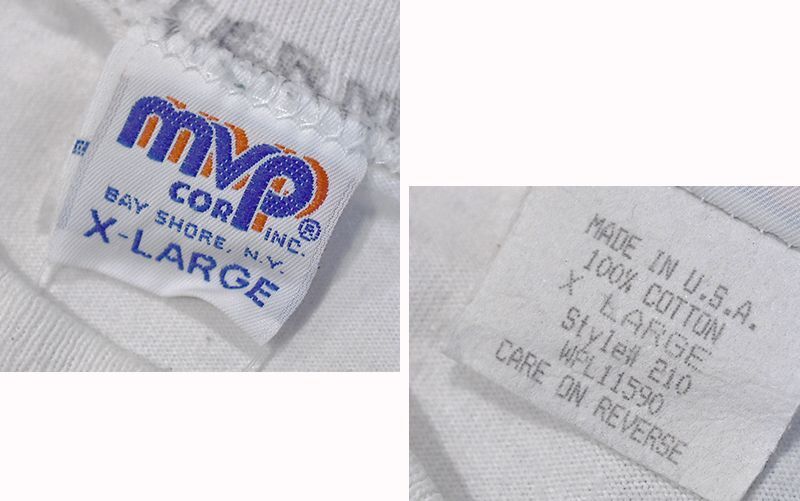 mvp
CORP INC.®
BAY SHORE, N.Y.
X-LARGE
MADE IN U.S.A.
100% COTTON
X LARGE
Style# 210
WPL11590
CARE ON REVERSE